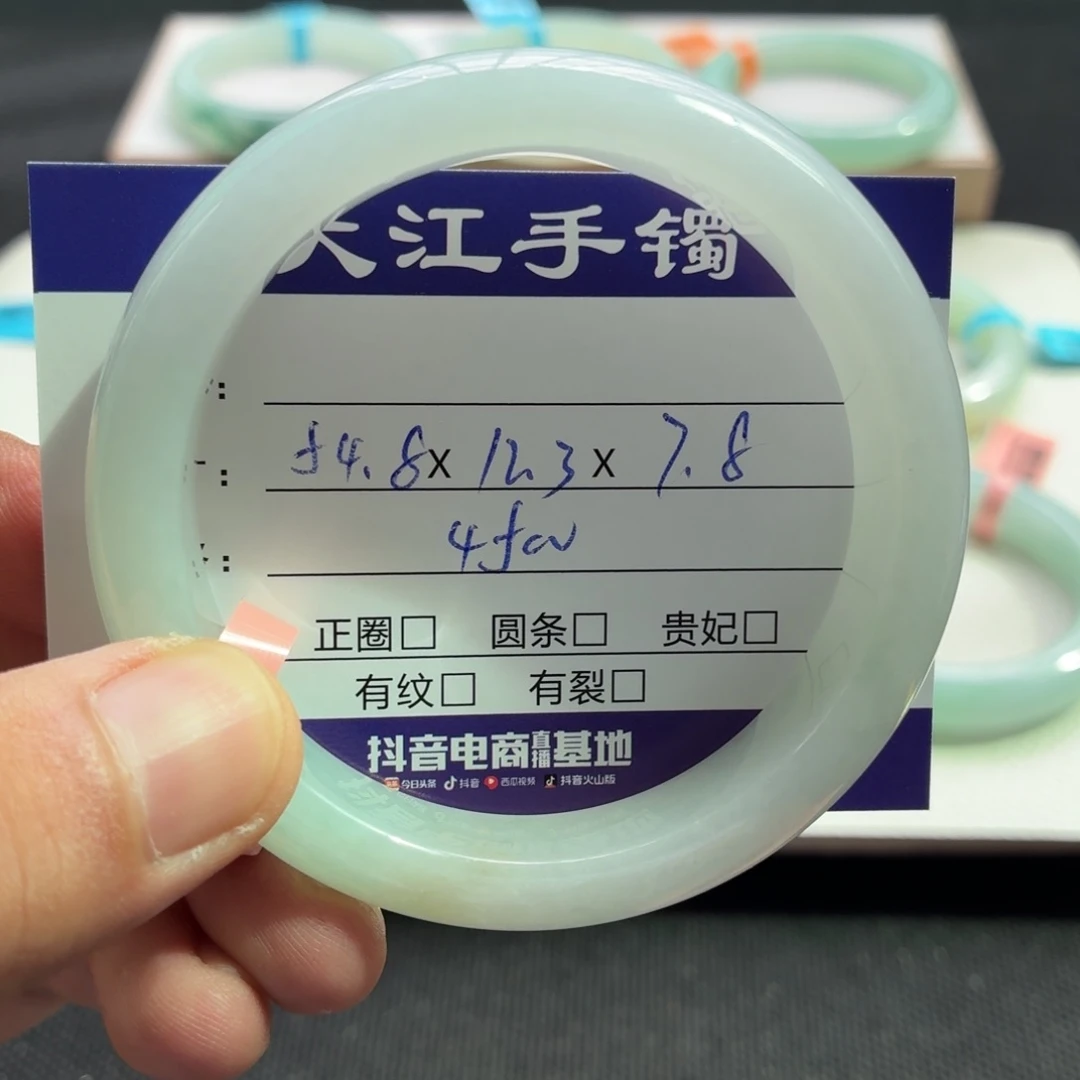 大江手镯
54.8x12.3x7.8
正圈□ 圆条□ 贵妃□
有纹□ 有裂□
抖音电商直播基地
今日头条 抖音 西瓜视频 抖音火山版